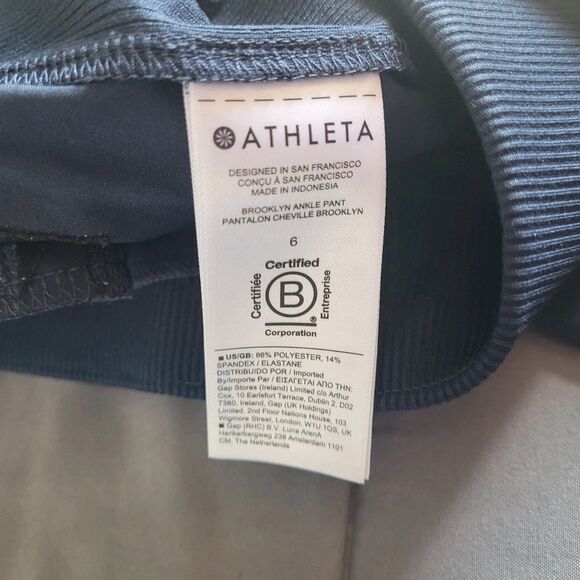 ATHLETA
DESIGNED IN SAN FRANCISCO
CONÇU À SAN FRANCISCO
MADE IN INDONESIA
BROOKLYN ANKLE PANT
PANTALON CHEVILLE BROOKLYN
6
Certified
Certifiée
B
Entreprise
®
Corporation
■ US/GB: 86% POLYESTER, 14%
SPANDEX / ELASTANE
DISTRIBUIDO POR / Imported
By/Importe Par / ΕΙΣΑΓΕΤΑΙ ΑΠΟ ΤΗΝ:
Gap Stores (Ireland) Limited c/o Arthur
Cox, 10 Earlsfort Terrace, Dublin 2, D02
T380, Ireland, Gap (UK Holdings)
Limited, 2nd Floor Nations House, 103
Wigmore Street, London, W1U 1QS, UK
■ Gap (RHC) B.V. Luna ArenA
Herikerbergweg 238 Amsterdam 1101
CM, The Netherlands